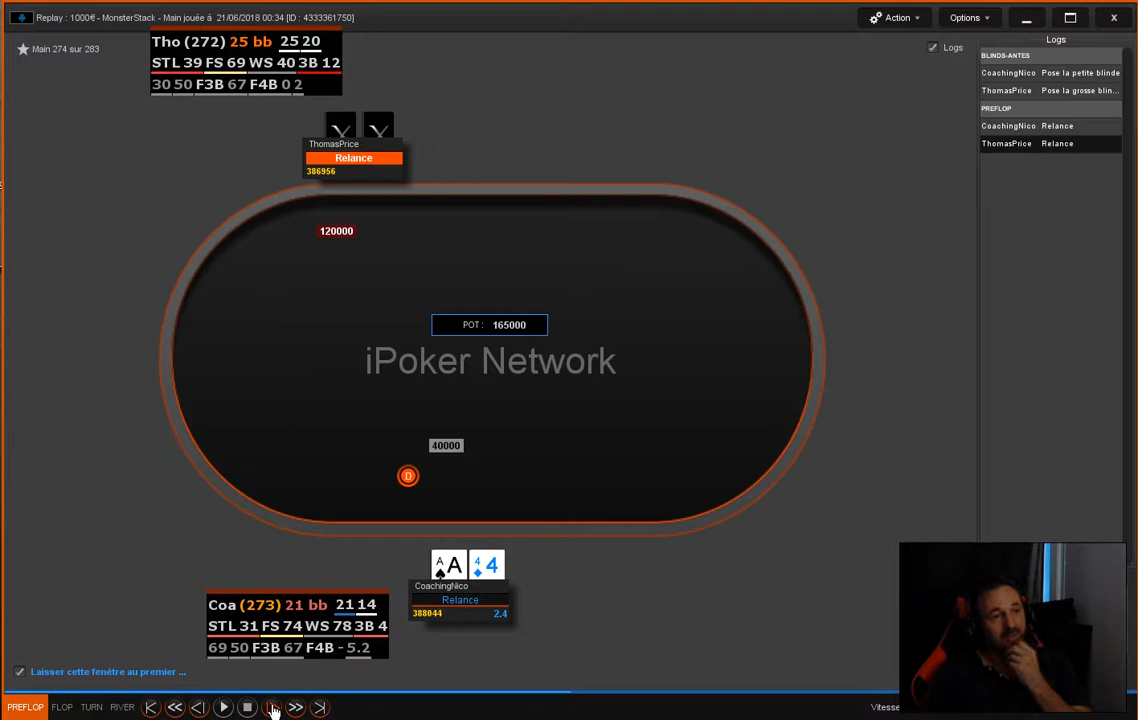 Replay : 1000€ - MonsterStack - Main jouée á 21/06/2018 00:34 [ID : 4333361750]
Action
Options
X
Main 274 sur 283
Logs
Logs
Tho (272) 25 bb 25 20
STL 39 FS 69 WS 40 3B 12
30 50 F3B 67 F4B 0 2
ThomasPrice
Relance
386956
BLINDS-ANTES
CoachingNico Pose la petite blinde
ThomasPrice Pose la grosse blin...
PREFLOP
CoachingNico Relance
ThomasPrice Relance
120000
POT : 165000
iPoker Network
40000
D
A A 4 4
CoachingNico
Relance
388044 2.4
Coa (273) 21 bb 21 14
STL 31 FS 74 WS 78 3B 4
69 50 F3B 67 F4B - 5.2
Laisser cette fenêtre au premier ...
PREFLOP FLOP TURN RIVER
Vitesse